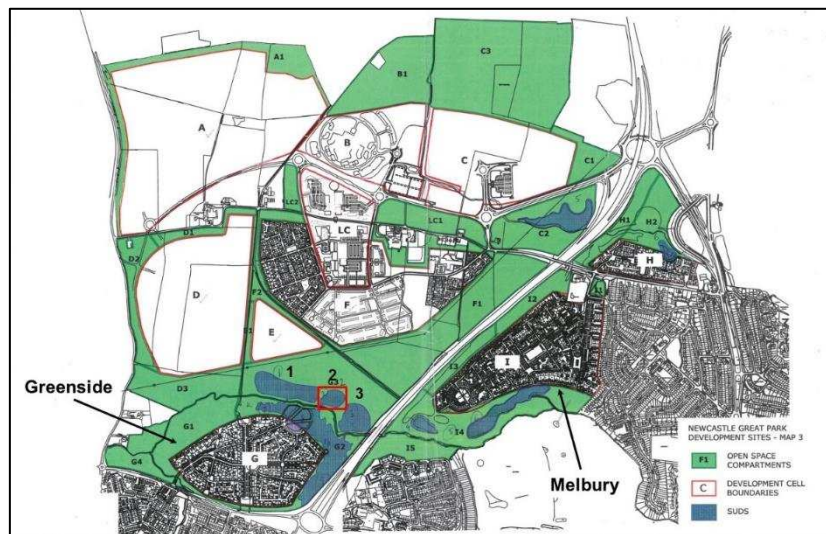 A1
C3
B1
A
B
C
C1
LC2
LC
LC1
C2
H1
H2
H
D1
D2
D
F2
F
F1
I2
E
I
I3
D3
1
2
3
Greenside
G1
G4
G
G2
I4
I5
Melbury
NEWCASTLE GREAT PARK
DEVELOPMENT SITES - MAP 3
F1 OPEN SPACE
COMPARTMENTS
C DEVELOPMENT CELL
BOUNDARIES
SUDS